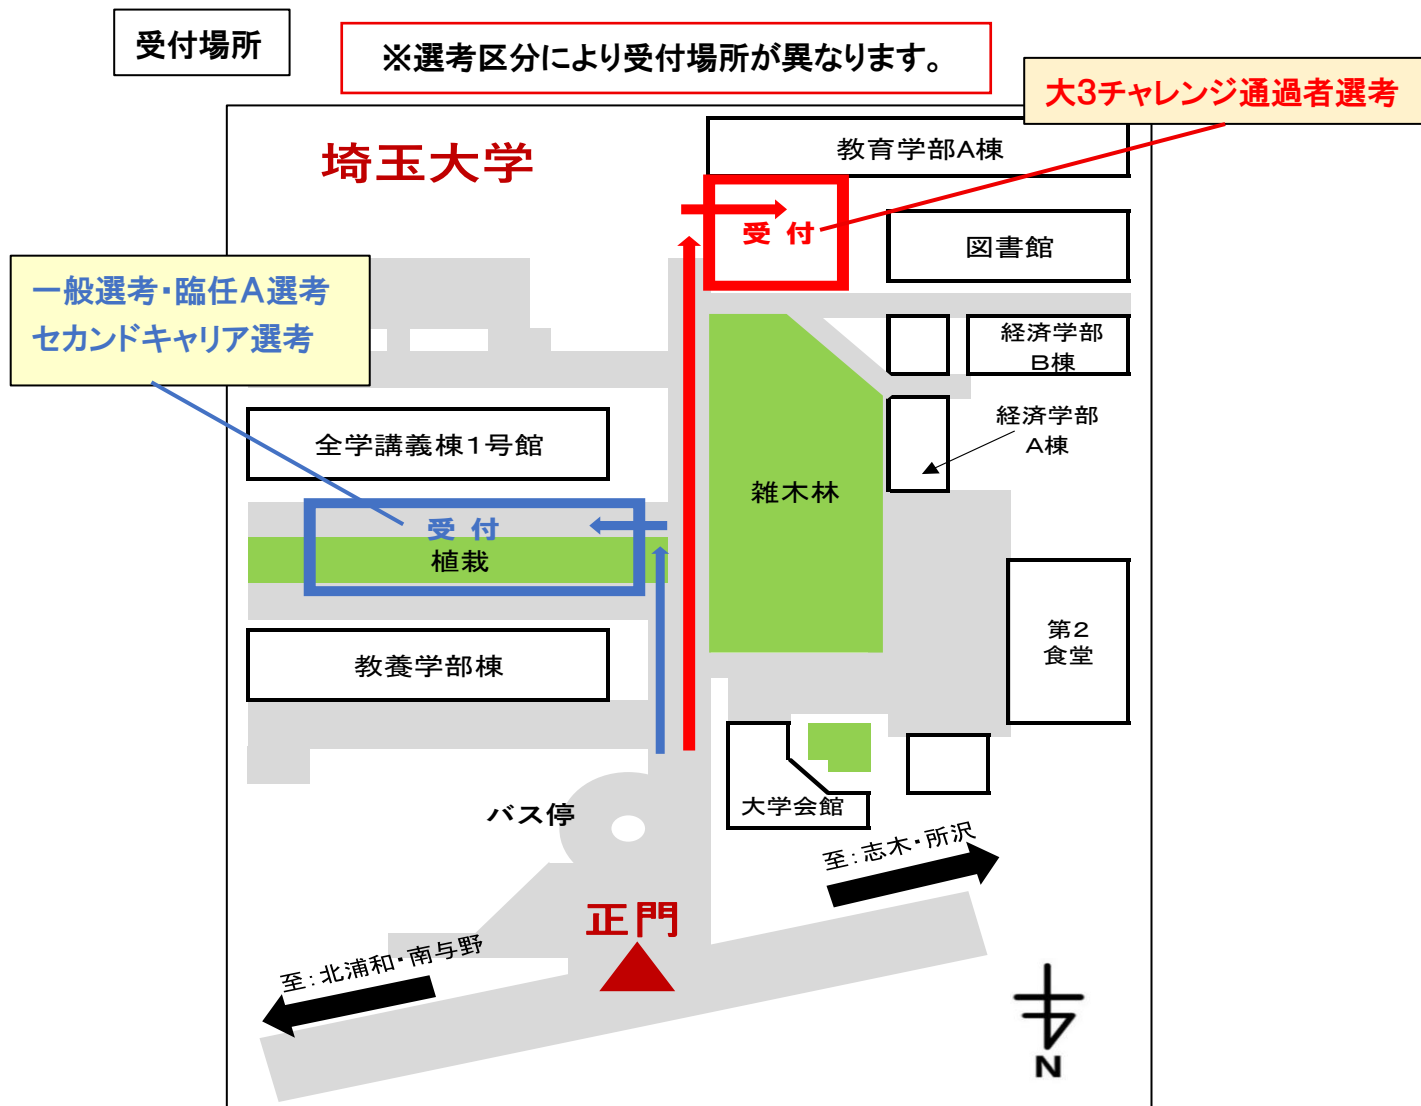 受付場所
※選考区分により受付場所が異なります。
大3チャレンジ通過者選考
埼玉大学
教育学部A棟
受付
図書館
一般選考・臨任A選考
セカンドキャリア選考
経済学部
B棟
全学講義棟1号館
経済学部
A棟
雑木林
受付
植栽
教養学部棟
第2
食堂
バス停
大学会館
至:志木・所沢
正門
至:北浦和・南与野
N